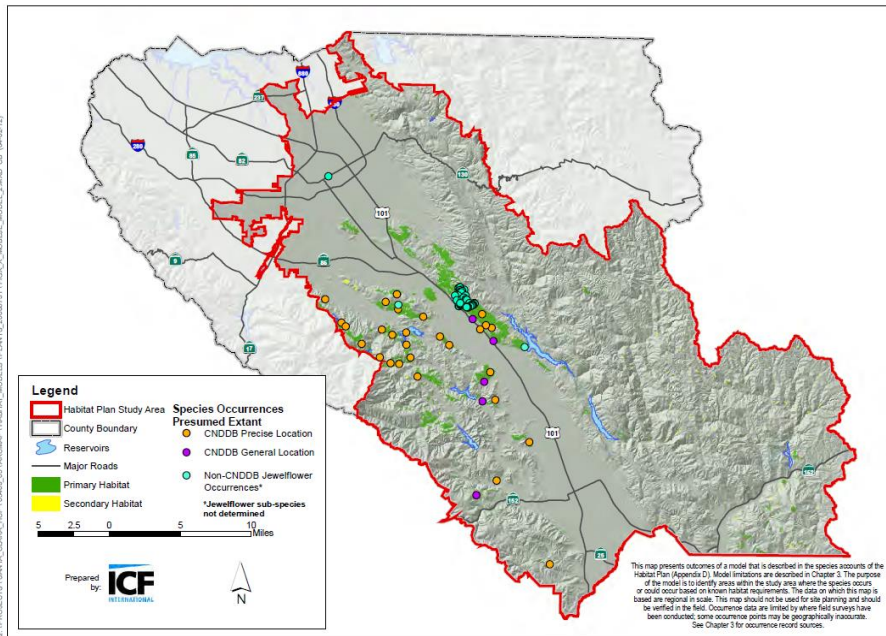 680
237
280
85
82
130
101
9
85
17
101
152
152
25
Legend
Habitat Plan Study Area
County Boundary
Reservoirs
Major Roads
Primary Habitat
Secondary Habitat
Species Occurrences
Presumed Extant
CNDDB Precise Location
CNDDB General Location
Non-CNDDB Jewelflower
Occurrences*
*Jewelflower sub-species
not determined
5 2.5 0 5 10
Miles
Prepared
by:
ICF
INTERNATIONAL
N
This map presents outcomes of a model that is described in the species accounts of the
Habitat Plan (Appendix D). Model limitations are described in Chapter 3. The purpose
of the model is to identify areas within the study area where the species occurs
or could occur based on known habitat requirements. The data on which this map is
based are regional in scale. This map should not be used for site planning and should
be verified in the field. Occurrence data are limited by where field surveys have
been conducted; some occurrence points may be geographically inaccurate.
See Chapter 3 for occurrence record sources.